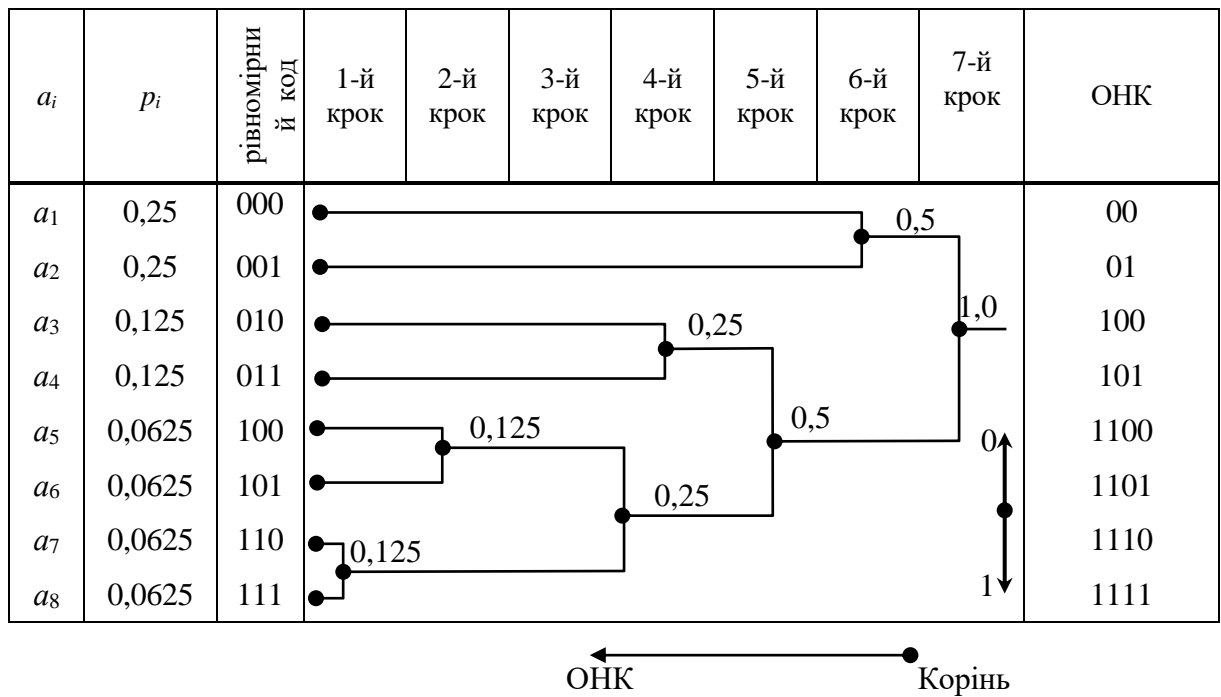 a_i p_i рівномірни й код 1-й крок 2-й крок 3-й крок 4-й крок 5-й крок 6-й крок 7-й крок ОНК
a1 0,25 000 0,5 00
a2 0,25 001 01
a3 0,125 010 0,25 1,0 100
a4 0,125 011 101
a5 0,0625 100 0,125 0,5 0 1100
a6 0,0625 101 0,25 1101
a7 0,0625 110 0,125 1110
a8 0,0625 111 1 1111
ОНК Корінь